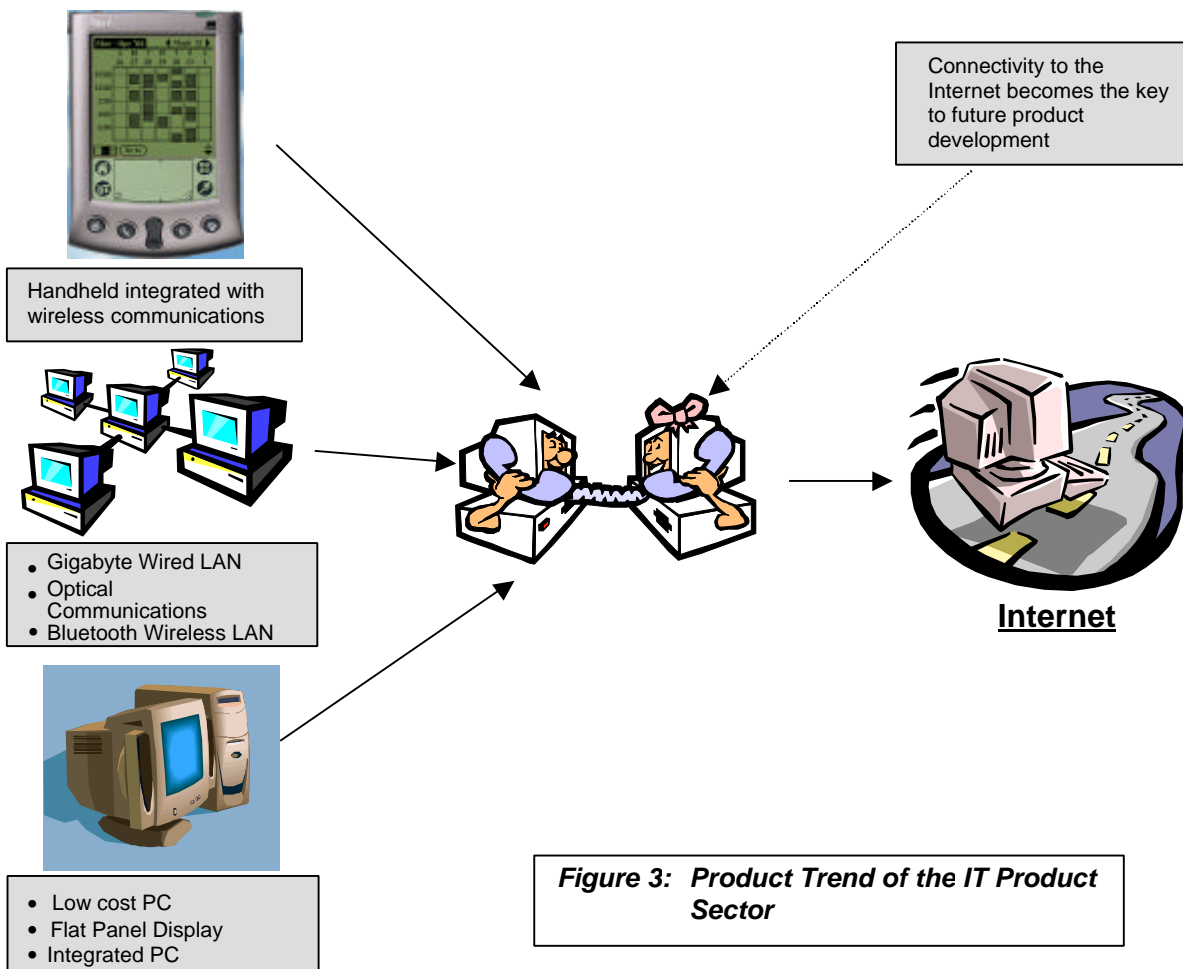 Connectivity to the
Internet becomes the key
to future product
development
Handheld integrated with
wireless communications
• Gigabyte Wired LAN
• Optical
Communications
• Bluetooth Wireless LAN
Internet
• Low cost PC
• Flat Panel Display
• Integrated PC
Figure 3: Product Trend of the IT Product
Sector